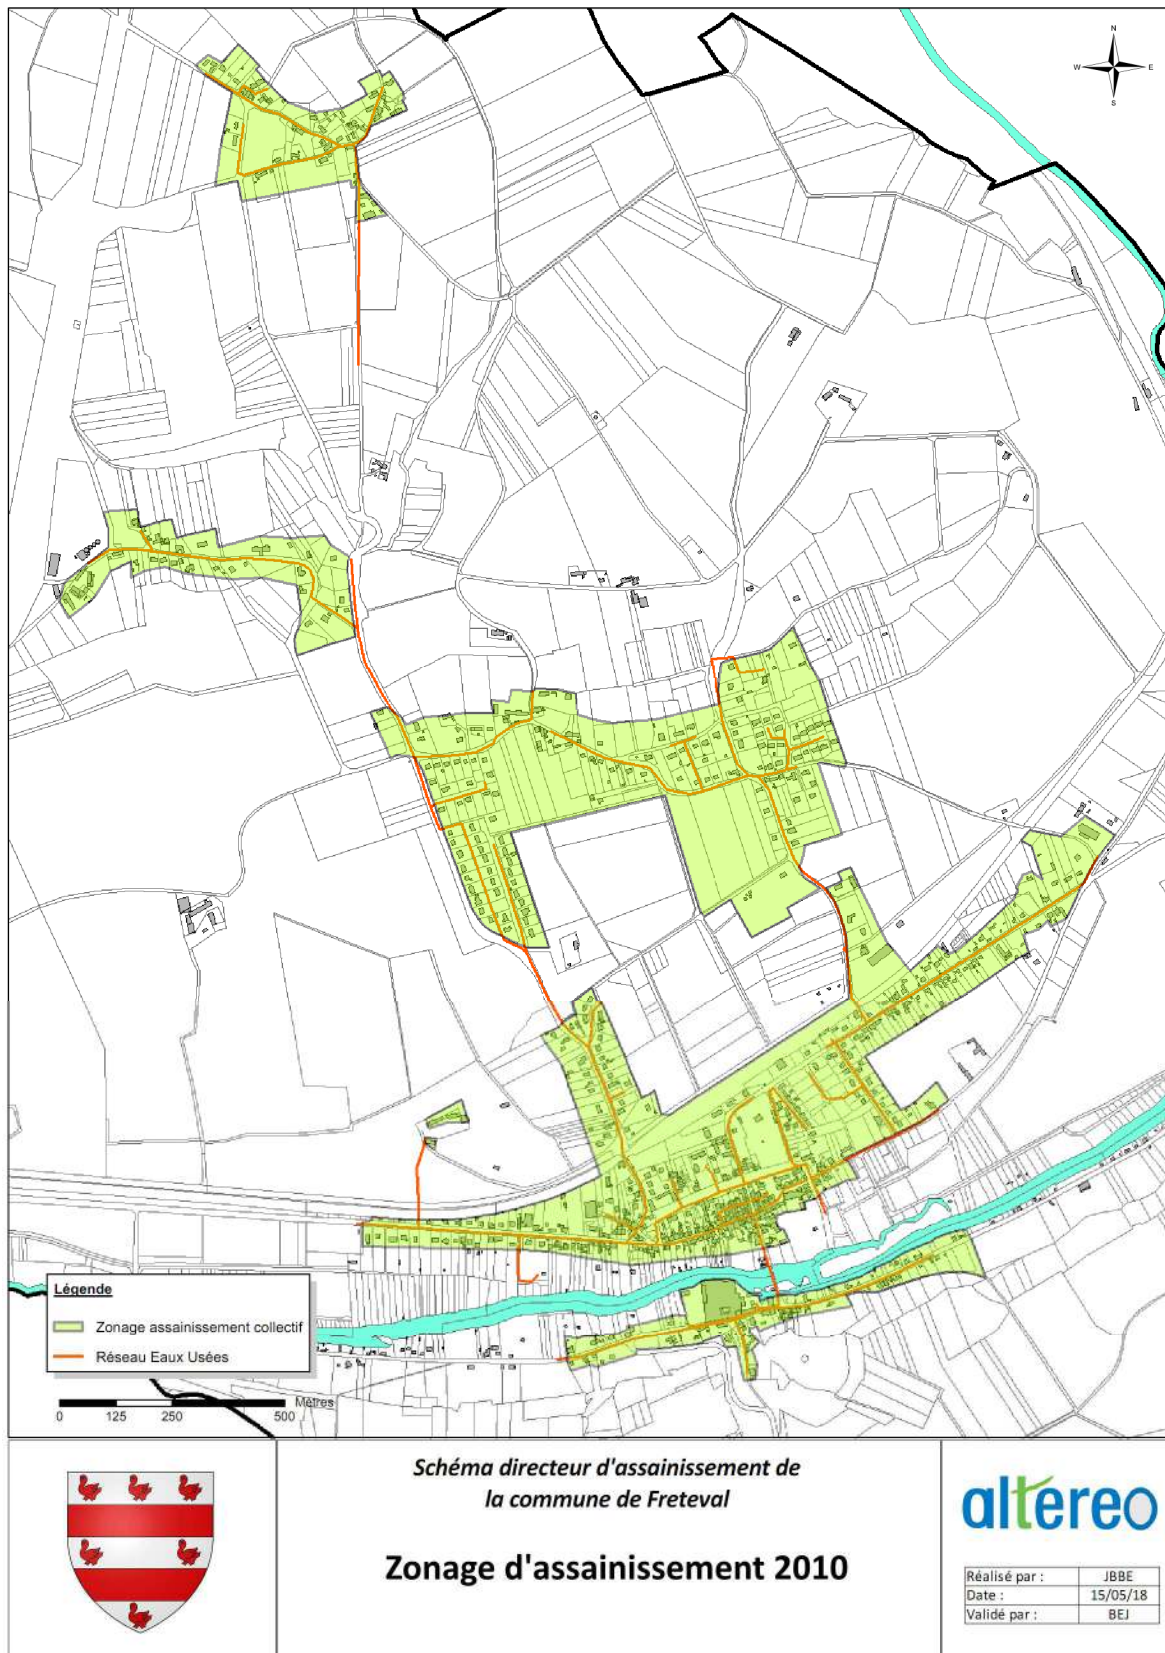 N
W
E
S
Légende
Zonage assainissement collectif
Réseau Eaux Usées
Mètres
0 125 250 500
Schéma directeur d'assainissement de
la commune de Freteval
Zonage d'assainissement 2010
altereo
Réalisé par : JBBE
Date : 15/05/18
Validé par : BEJ